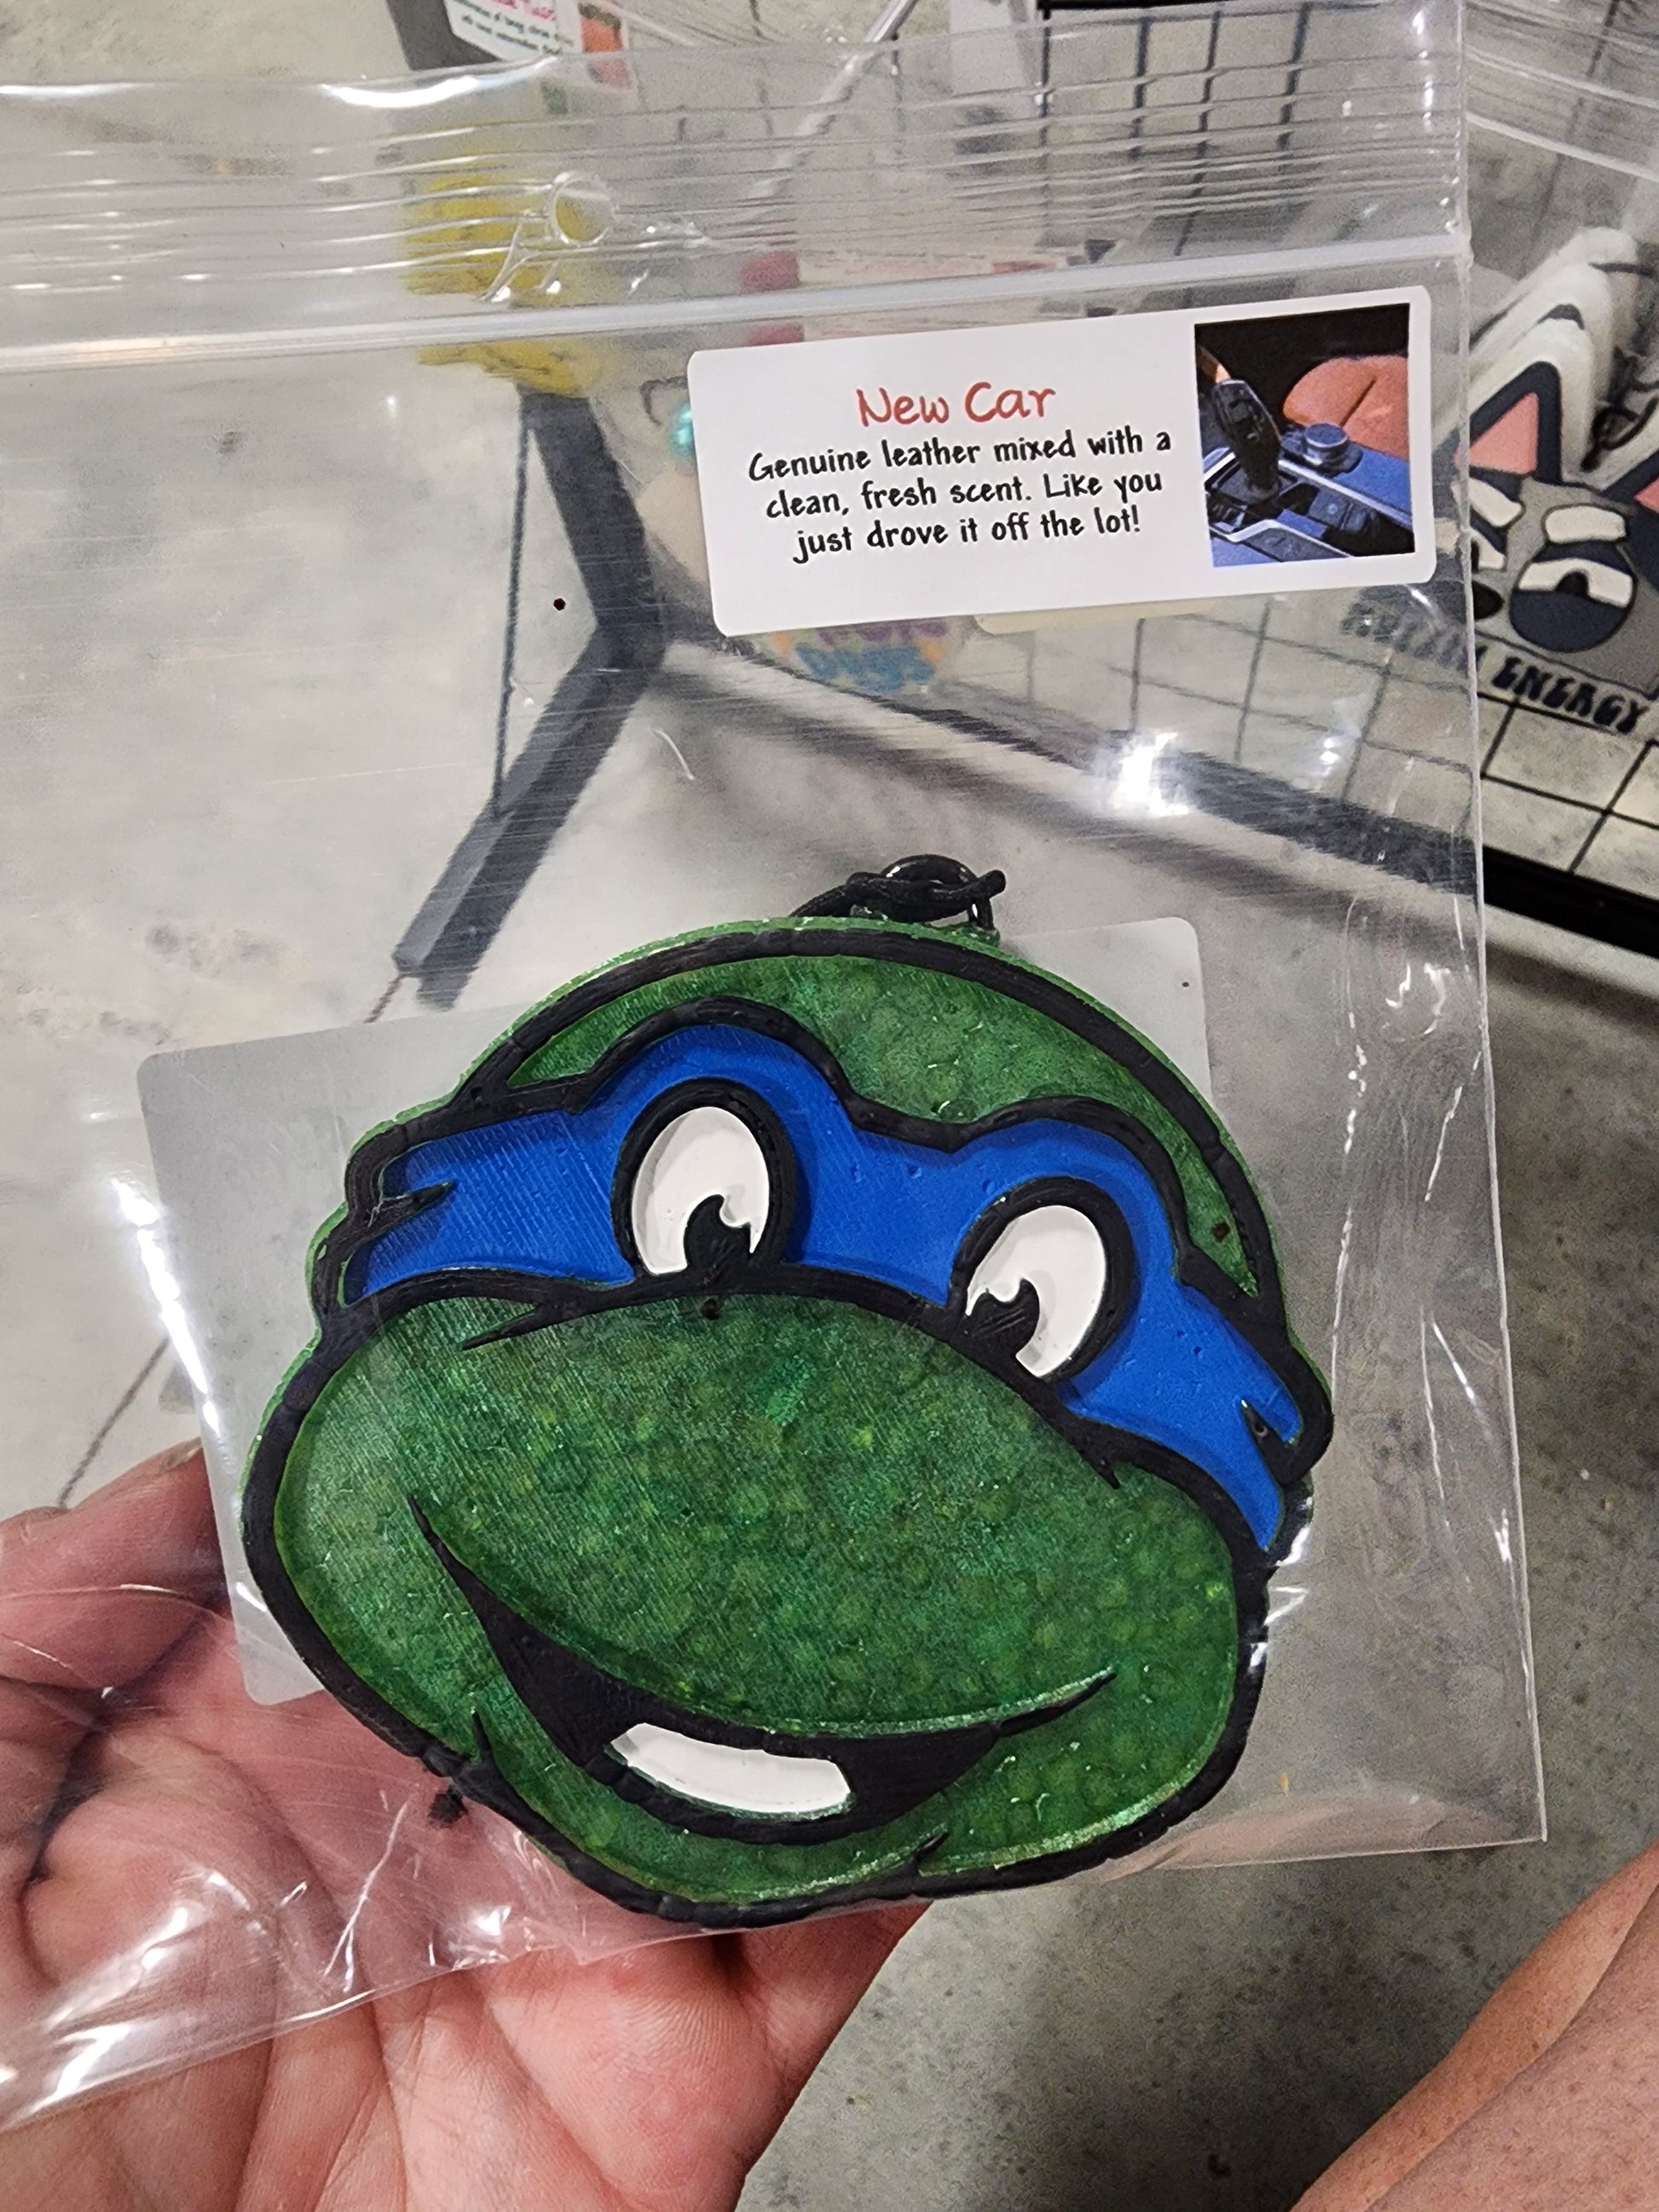 New Car
Genuine leather mixed with a
clean, fresh scent. Like you
just drove it off the lot!
ENERGY